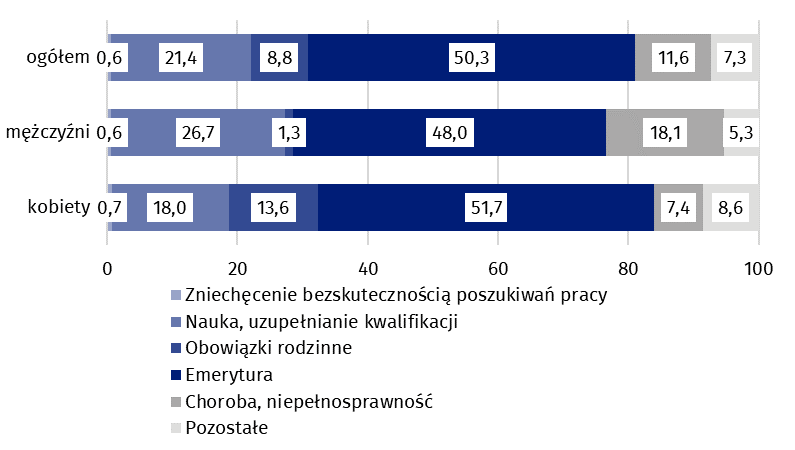 ogółem 0,6 21,4 8,8 50,3 11,6 7,3
mężczyźni 0,6 26,7 1,3 48,0 18,1 5,3
kobiety 0,7 18,0 13,6 51,7 7,4 8,6
0 20 40 60 80 100
Zniechęcenie bezskutecznością poszukiwań pracy
Nauka, uzupełnianie kwalifikacji
Obowiązki rodzinne
Emerytura
Choroba, niepełnosprawność
Pozostałe